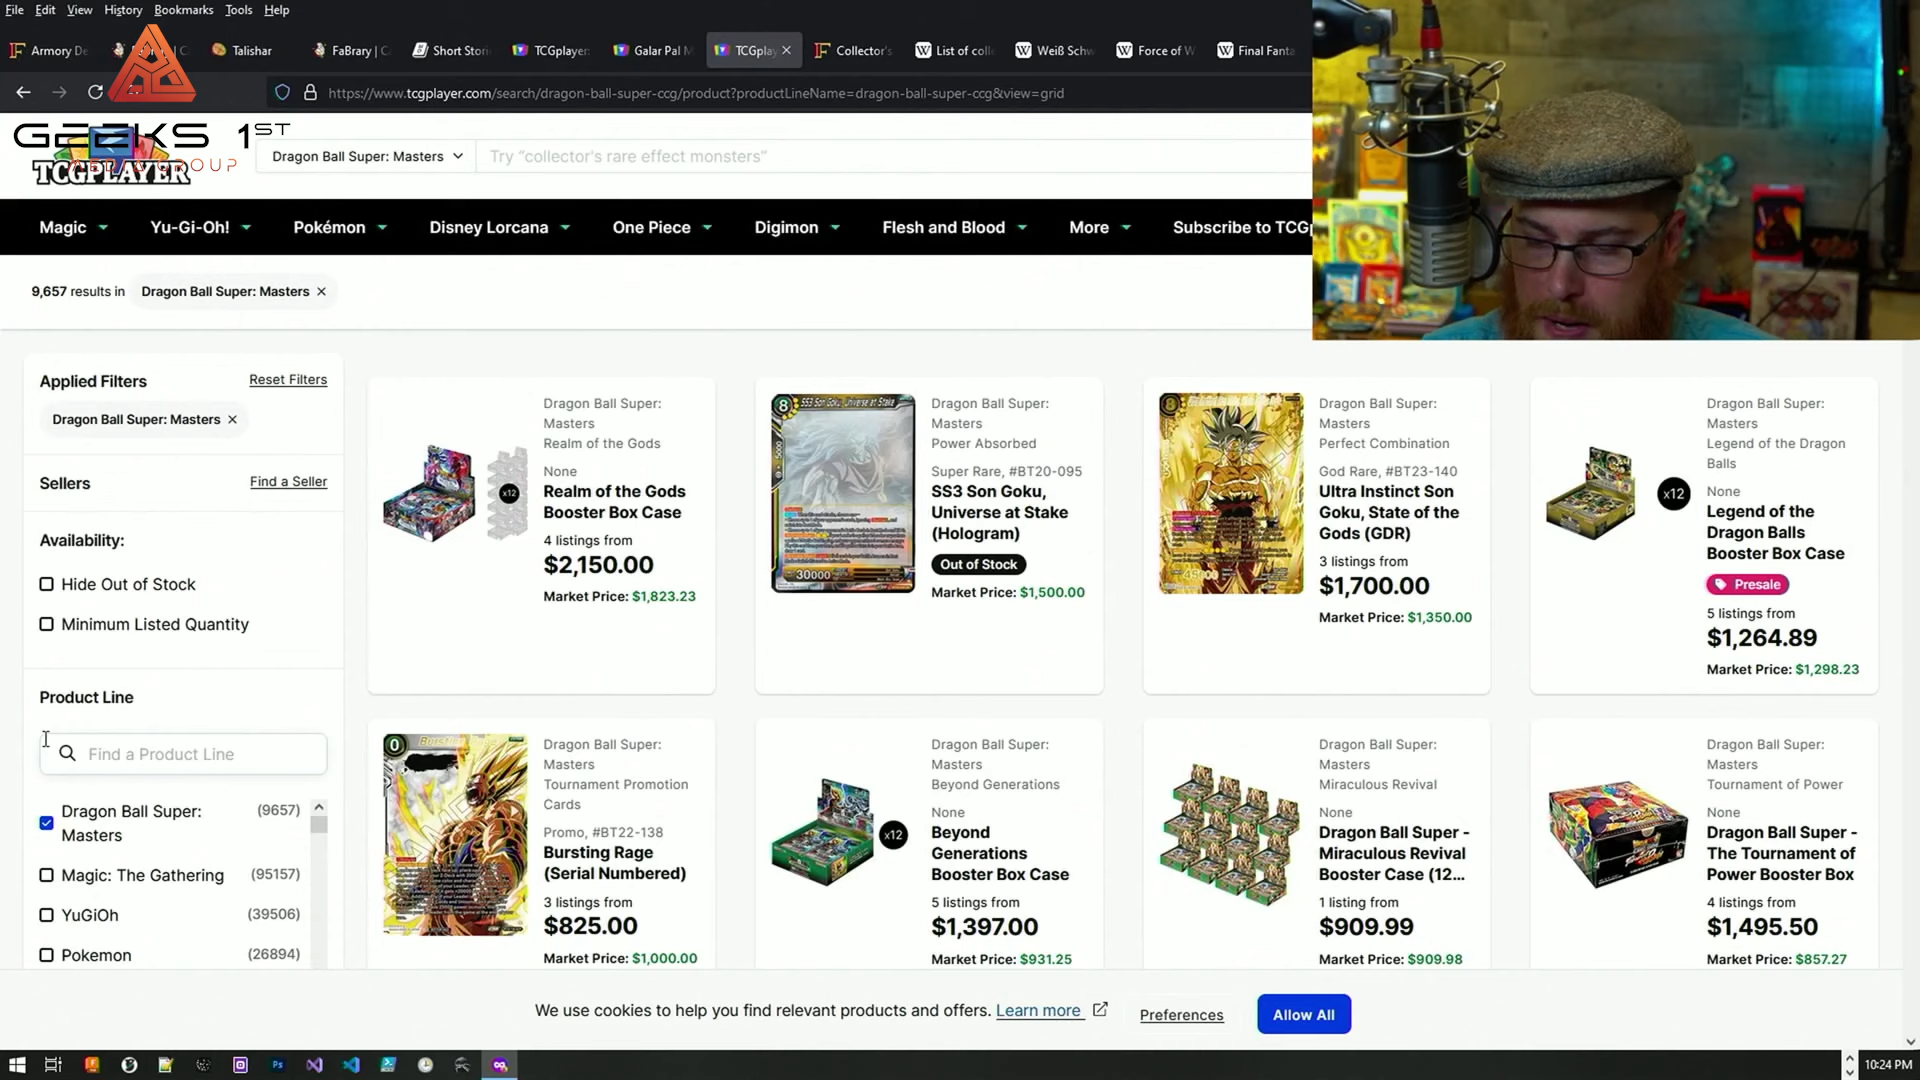 File Edit View History Bookmarks Tools Help
Armory De
Talishar
FaBrary | C
Short Stori
TCGplayer
Galar Pal M
TCGplay
Collector's
List of coll
Weiß Schw
Force of W
Final Fanta
https://www.tcgplayer.com/search/dragon-ball-super-ccg/product?productLineName=dragon-ball-super-ccg&view=grid
GEEKS 1ST
MEDIA GROUP
TCGPLAYER
Dragon Ball Super: Masters
Try “collector's rare effect monsters”
Magic Yu-Gi-Oh! Pokémon Disney Lorcana One Piece Digimon Flesh and Blood More Subscribe to TCGp
9,657 results in Dragon Ball Super: Masters
Applied Filters Reset Filters
Dragon Ball Super: Masters
Sellers Find a Seller
Availability:
Hide Out of Stock
Minimum Listed Quantity
Product Line
Find a Product Line
Dragon Ball Super: Masters (9657)
Magic: The Gathering (95157)
YuGiOh (39506)
Pokemon (26894)
x12
Dragon Ball Super:
Masters
Realm of the Gods
None
Realm of the Gods
Booster Box Case
4 listings from
$2,150.00
Market Price: $1,823.23
8
SS3 Son Goku, Universe at Stake
30000
Dragon Ball Super:
Masters
Power Absorbed
Super Rare, #BT20-095
SS3 Son Goku,
Universe at Stake
(Hologram)
Out of Stock
Market Price: $1,500.00
8
45000
Dragon Ball Super:
Masters
Perfect Combination
God Rare, #BT23-140
Ultra Instinct Son
Goku, State of the
Gods (GDR)
3 listings from
$1,700.00
Market Price: $1,350.00
x12
Dragon Ball Super:
Masters
Legend of the Dragon
Balls
None
Legend of the
Dragon Balls
Booster Box Case
Presale
5 listings from
$1,264.89
Market Price: $1,298.23
0
Dragon Ball Super:
Masters
Tournament Promotion
Cards
Promo, #BT22-138
Bursting Rage
(Serial Numbered)
3 listings from
$825.00
Market Price: $1,000.00
x12
Dragon Ball Super:
Masters
Beyond Generations
None
Beyond
Generations
Booster Box Case
5 listings from
$1,397.00
Market Price: $931.25
Dragon Ball Super:
Masters
Miraculous Revival
None
Dragon Ball Super -
Miraculous Revival
Booster Case (12...
1 listing from
$909.99
Market Price: $909.98
Dragon Ball Super:
Masters
Tournament of Power
None
Dragon Ball Super -
The Tournament of
Power Booster Box
4 listings from
$1,495.50
Market Price: $857.27
We use cookies to help you find relevant products and offers. Learn more
Preferences
Allow All
Ps
10:24 PM